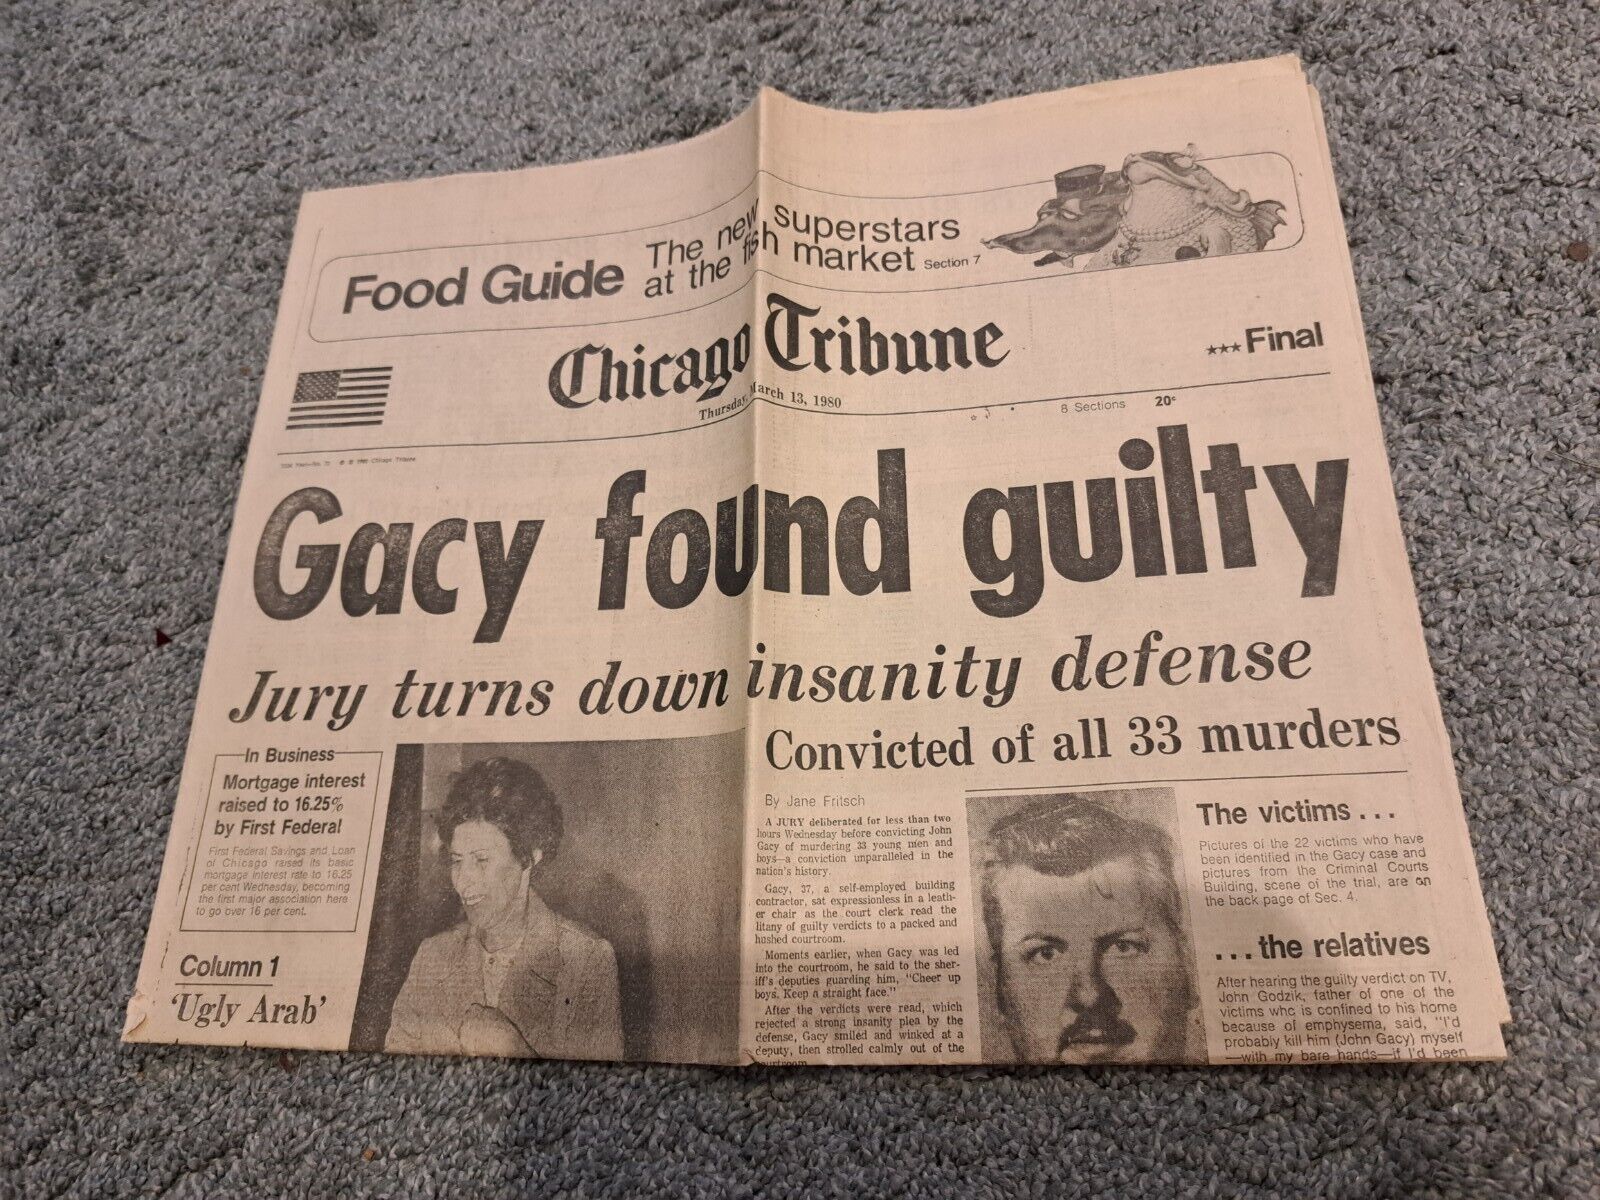 Food Guide
The new superstars
at the fish market Section 7
Chicago Tribune
★★★Final
Thursday, March 13, 1980
8 Sections 20¢
© 1980 Chicago Tribune
Gacy found guilty
Jury turns down insanity defense
In Business
Mortgage interest
raised to 16.25%
by First Federal
First Federal Savings and Loan
of Chicago raised its basic
mortgage interest rate to 16.25
per cent Wednesday, becoming
the first major association here
to go over 16 per cent.
Column 1
'Ugly Arab'
Convicted of all 33 murders
By Jane Fritsch
A JURY deliberated for less than two
hours Wednesday before convicting John
Gacy of murdering 33 young men and
boys—a conviction unparalleled in the
nation's history.
Gacy, 37, a self-employed building
contractor, sat expressionless in a leath-
er chair as the court clerk read the
litany of guilty verdicts to a packed and
hushed courtroom.
Moments earlier, when Gacy was led
into the courtroom, he said to the sher-
iff's deputies guarding him, "Cheer up
boys. Keep a straight face."
After the verdicts were read, which
rejected a strong insanity plea by the
defense, Gacy smiled and winked at a
deputy, then strolled calmly out of the
courtroom.
The victims . . .
Pictures of the 22 victims who have
been identified in the Gacy case and
pictures from the Criminal Courts
Building, scene of the trial, are on
the back page of Sec. 4.
. . . the relatives
After hearing the guilty verdict on TV,
John Godzik, father of one of the
victims who is confined to his home
because of emphysema, said, "I'd
probably kill him (John Gacy) myself
—with my bare hands—if I'd been